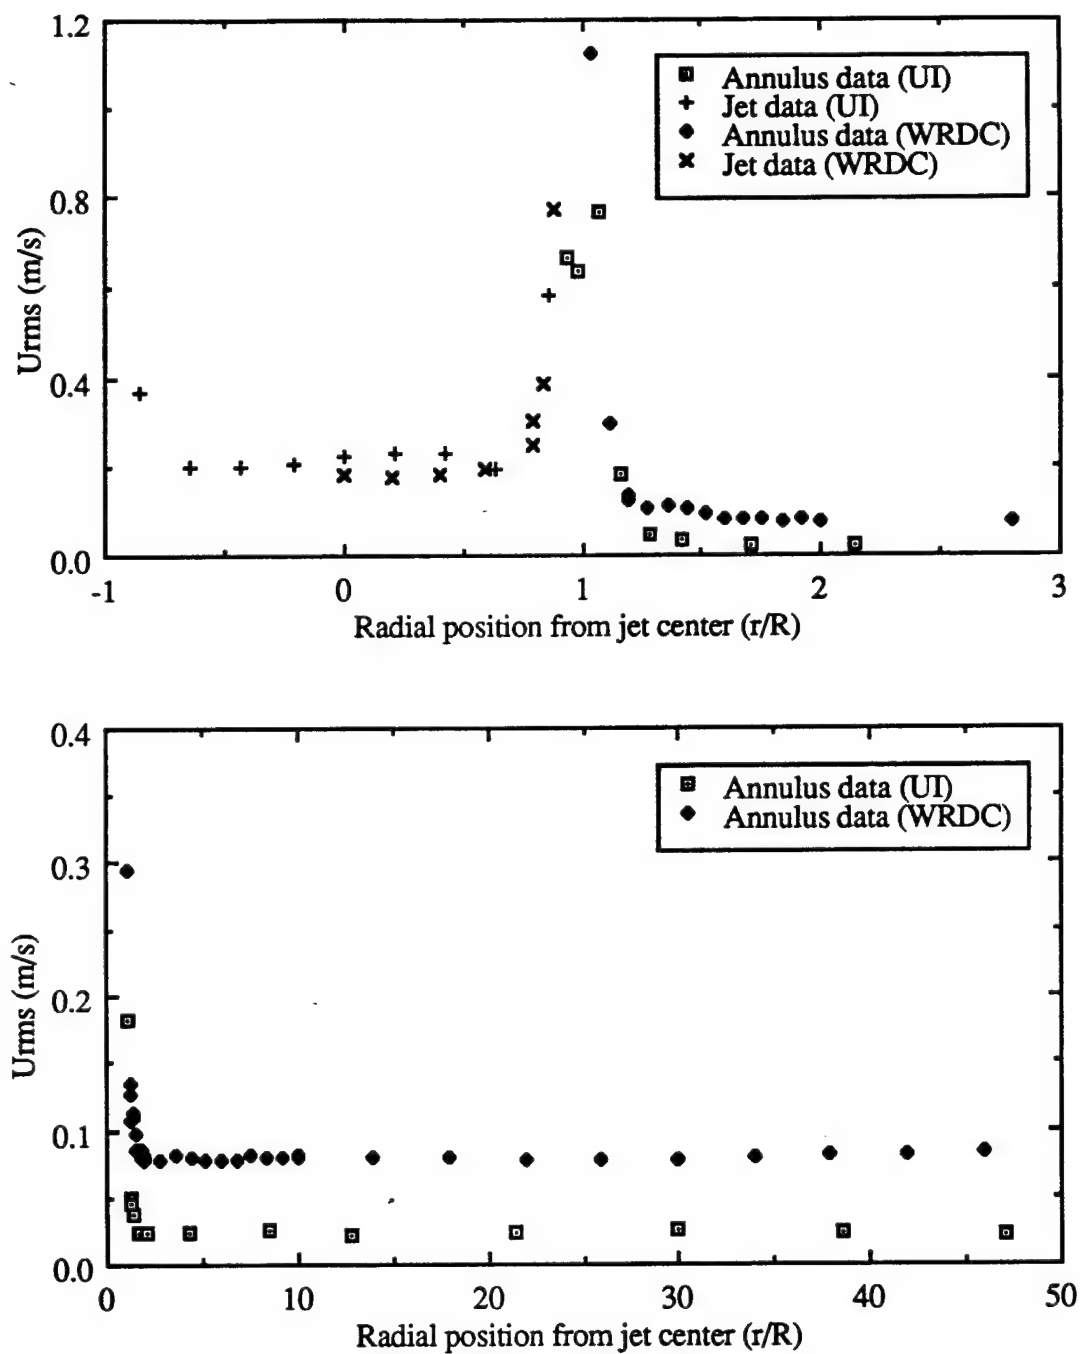 1.2
Annulus data (UI)
Jet data (UI)
Annulus data (WRDC)
Jet data (WRDC)
0.8
Urms (m/s)
0.4
0.0
-1 0 1 2 3
Radial position from jet center (r/R)
0.4
Annulus data (UI)
Annulus data (WRDC)
0.3
Urms (m/s)
0.2
0.1
0.0
0 10 20 30 40 50
Radial position from jet center (r/R)